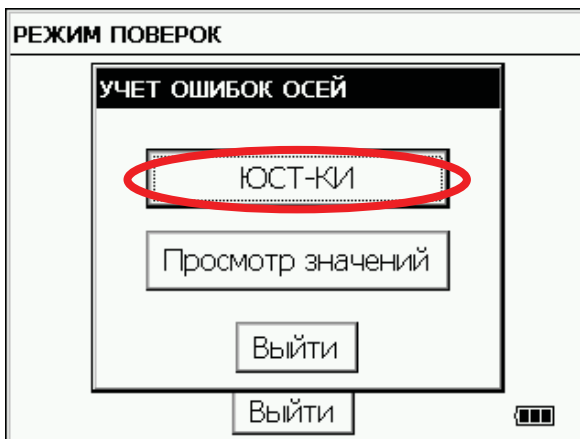 РЕЖИМ ПОВЕРОК
УЧЕТ ОШИБОК ОСЕЙ
ЮСТ-КИ
Просмотр значений
Выйти
Выйти